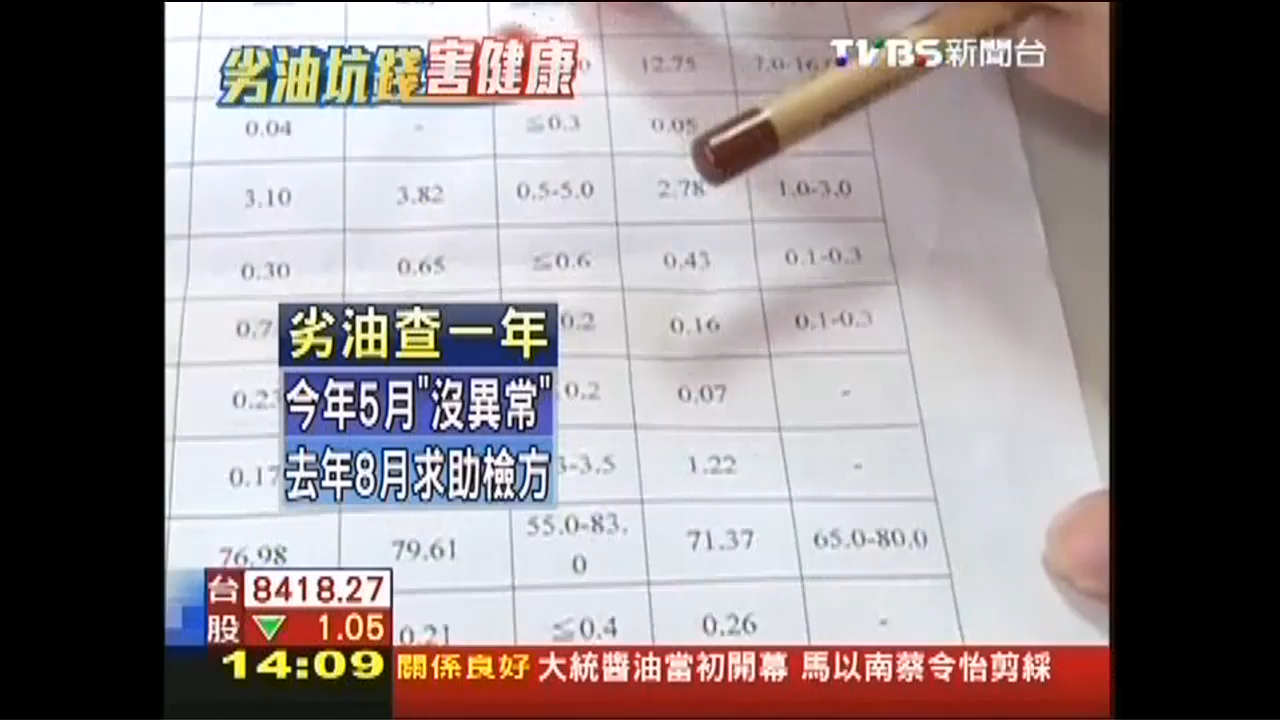 劣油坑錢害健康
TVBS新聞台
12.75
0.04 - ≦0.3 0.05
3.10 3.82 0.5-5.0 2.78 1.0-3.0
0.30 0.65 ≦0.6 0.43 0.1-0.3
0.2 0.16 0.1-0.3
劣油查一年
0.2 0.07 -
今年5月"沒異常"
0.17 3-3.5 1.22 -
去年8月求助檢方
76.98 79.61 55.0-83.0 71.37 65.0-80.0
0.21 ≦0.4 0.26 -
台股 8418.27
▼ 1.05
14:09 關係良好 大統醬油當初開幕 馬以南蔡令怡剪綵